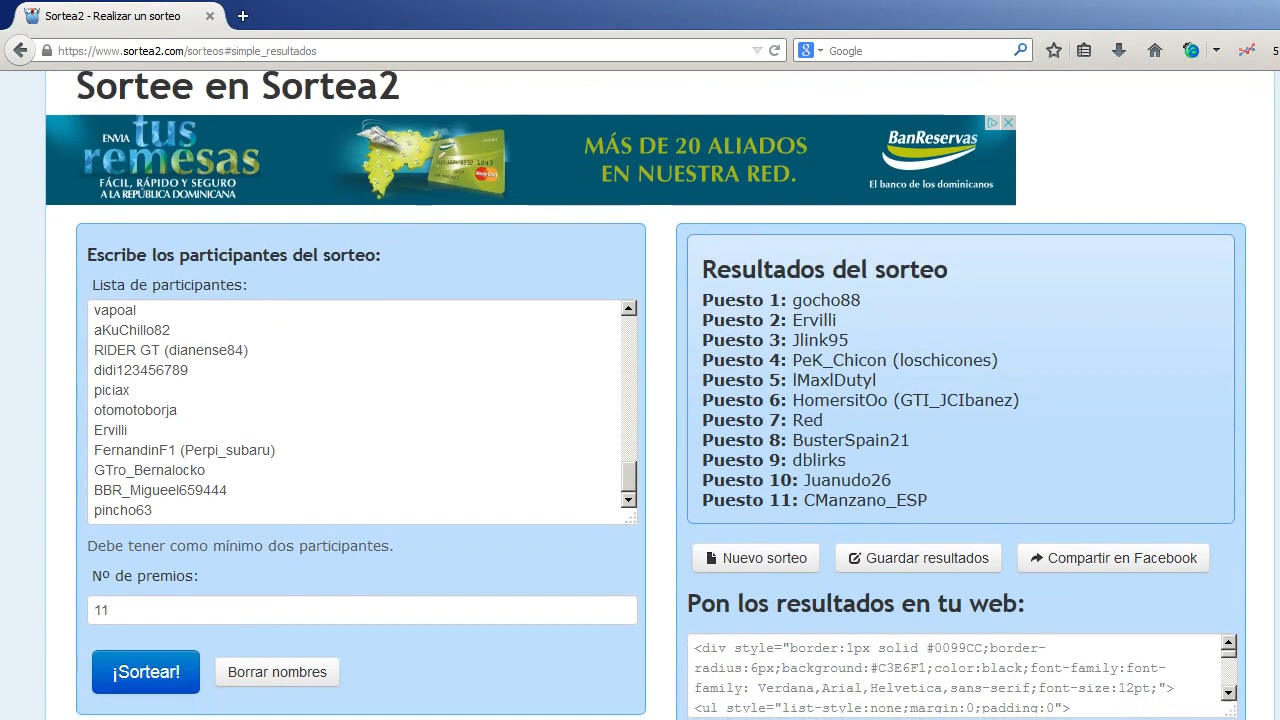 Sortea2 - Realizar un sorteo
https://www.sortea2.com/sorteos#simple_resultados
Google
5
Sortee en Sortea2
ENVIA tus
remesas
FÁCIL, RÁPIDO Y SEGURO
A LA REPÚBLICA DOMINICANA
MÁS DE 20 ALIADOS
EN NUESTRA RED.
BanReservas
El banco de los dominicanos
Escribe los participantes del sorteo:
Lista de participantes:
vapoal
aKuChillo82
RIDER GT (dianense84)
didi123456789
piciax
otomotoborja
Ervilli
FernandinF1 (Perpi_subaru)
GTro_Bernalocko
BBR_Migueel659444
pincho63
Debe tener como mínimo dos participantes.
Nº de premios:
11
¡Sortear!
Borrar nombres
Resultados del sorteo
Puesto 1: gocho88
Puesto 2: Ervilli
Puesto 3: Jlink95
Puesto 4: PeK_Chicon (loschicones)
Puesto 5: lMaxlDutyl
Puesto 6: HomersitOo (GTI_JCIbanez)
Puesto 7: Red
Puesto 8: BusterSpain21
Puesto 9: dblirks
Puesto 10: Juanudo26
Puesto 11: CManzano_ESP
Nuevo sorteo
Guardar resultados
Compartir en Facebook
Pon los resultados en tu web:
<div style="border:1px solid #0099CC;border-
radius:6px;background:#C3E6F1;color:black;font-family:font-
family: Verdana,Arial,Helvetica,sans-serif;font-size:12pt;">
<ul style="list-style:none;margin:0;padding:0">